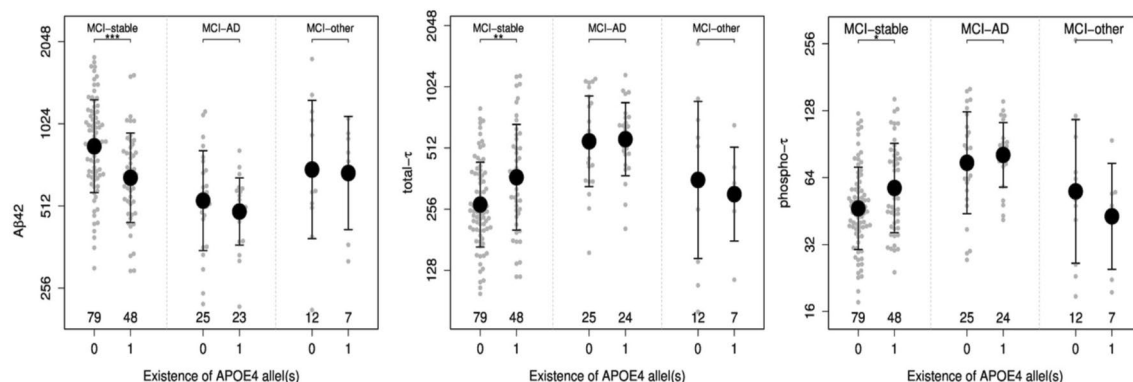 MCI-stable MCI-AD MCI-other
***
2048
1024
512
256
Aβ42
79 48 25 23 12 7
0 1 0 1 0 1
Existence of APOE4 allel(s)
MCI-stable MCI-AD MCI-other
**
2048
1024
512
256
128
total-τ
79 48 25 24 12 7
0 1 0 1 0 1
Existence of APOE4 allel(s)
MCI-stable MCI-AD MCI-other
*
256
128
64
32
16
phospho-τ
79 48 25 24 12 7
0 1 0 1 0 1
Existence of APOE4 allel(s)